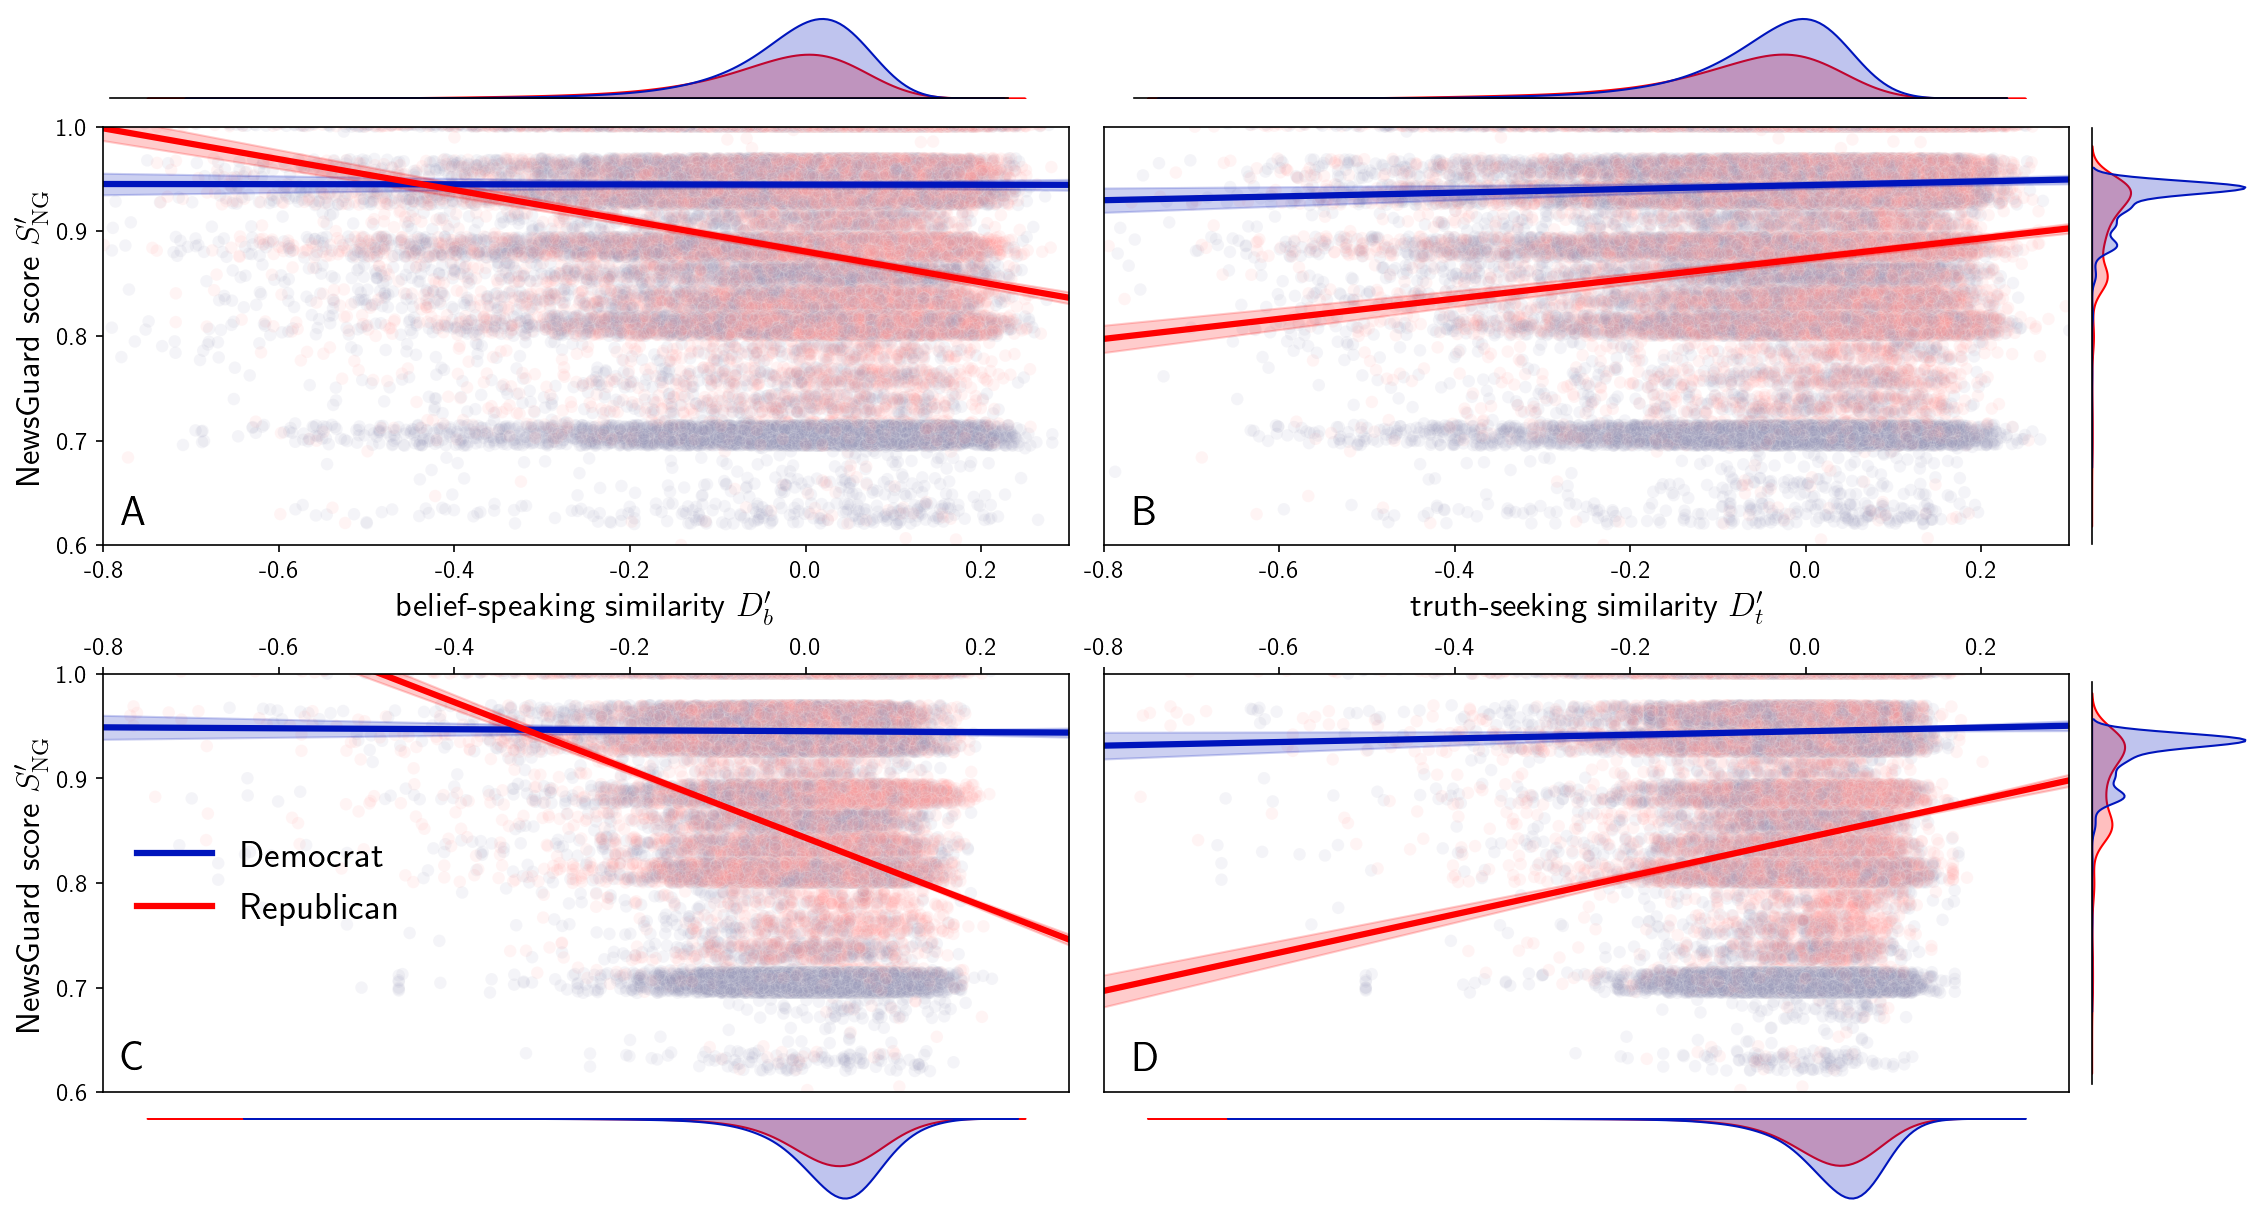 1.0
0.9
0.8
0.7
0.6
NewsGuard score S′NG
A
B
-0.8 -0.6 -0.4 -0.2 0.0 0.2
-0.8 -0.6 -0.4 -0.2 0.0 0.2
belief-speaking similarity D′b
truth-seeking similarity D′t
-0.8 -0.6 -0.4 -0.2 0.0 0.2
-0.8 -0.6 -0.4 -0.2 0.0 0.2
1.0
0.9
0.8
0.7
0.6
NewsGuard score S′NG
Democrat
Republican
C
D